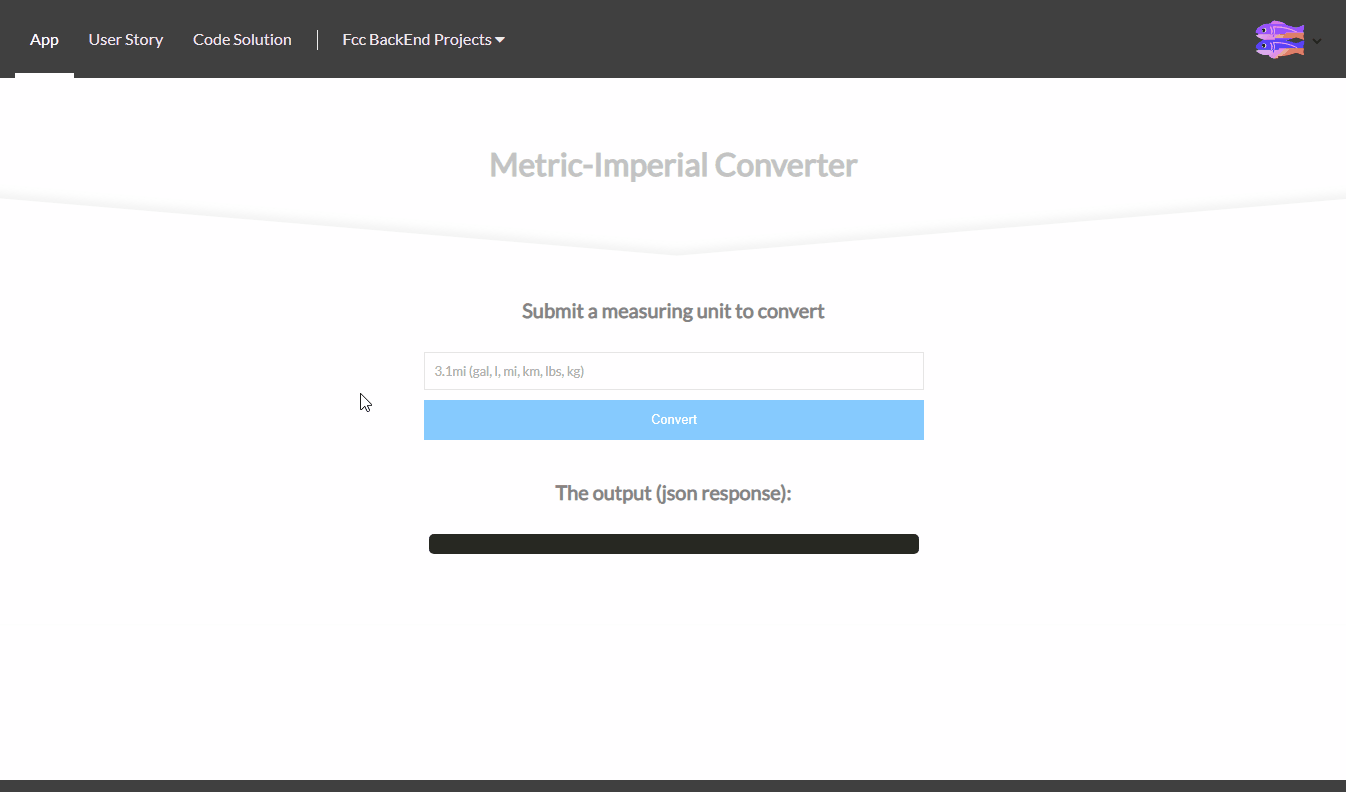 App User Story Code Solution Fcc BackEnd Projects
Metric-Imperial Converter
Submit a measuring unit to convert
3.1mi (gal, l, mi, km, lbs, kg)
Convert
The output (json response):